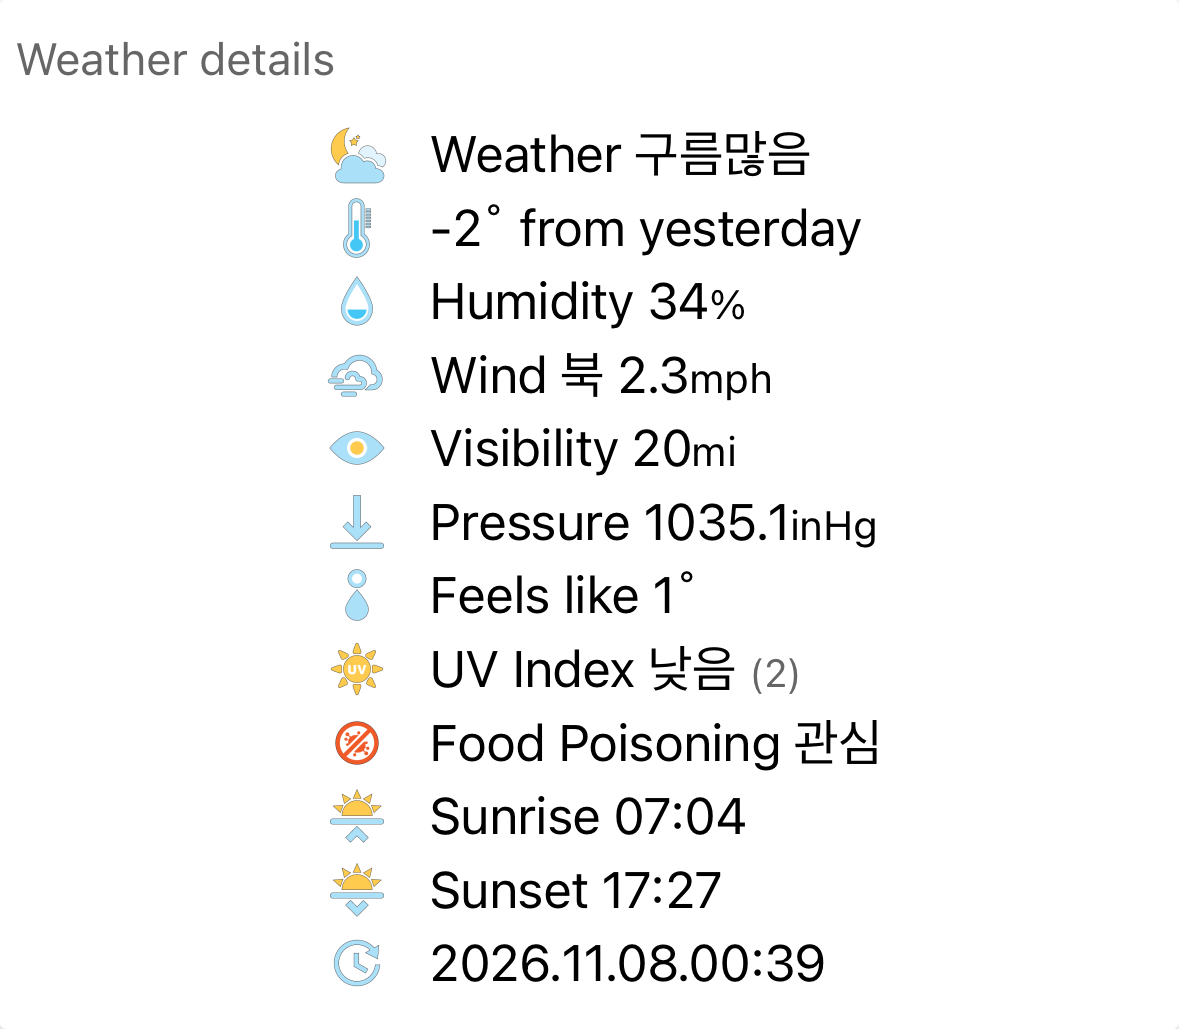 Weather details
Weather 구름많음
-2˚ from yesterday
Humidity 34%
Wind 북 2.3mph
Visibility 20mi
Pressure 1035.1inHg
Feels like 1˚
UV
UV Index 낮음 (2)
Food Poisoning 관심
Sunrise 07:04
Sunset 17:27
2026.11.08.00:39